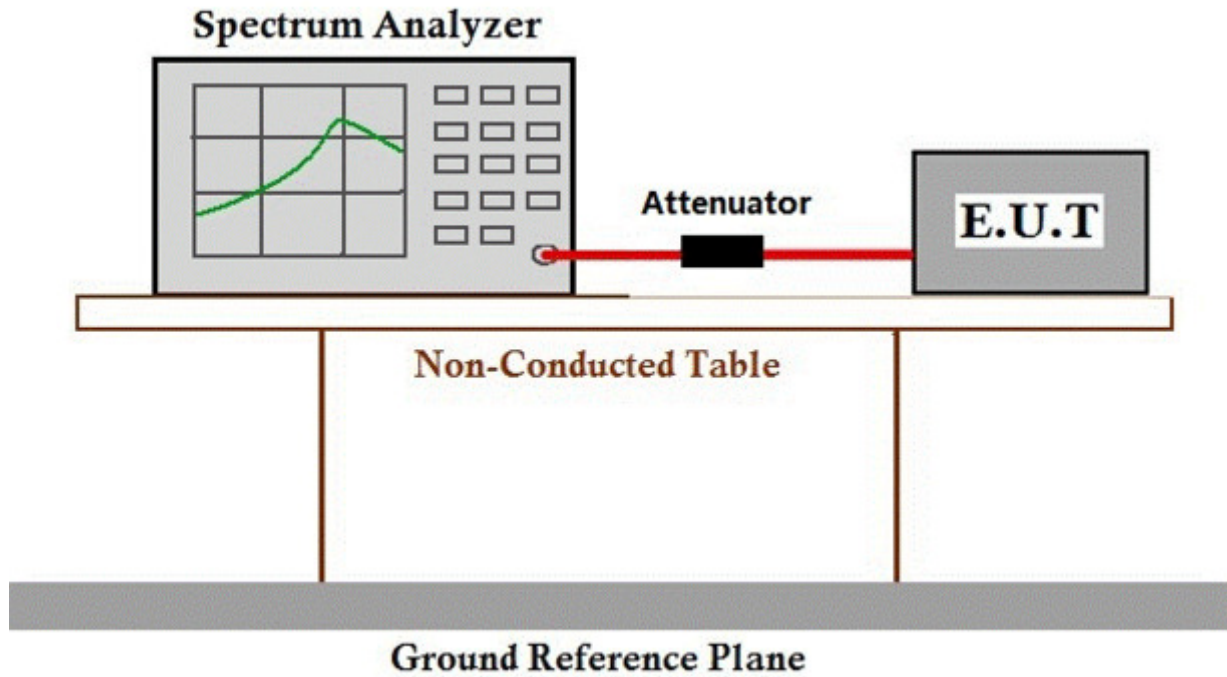 Spectrum Analyzer
Attenuator
E.U.T
Non-Conducted Table
Ground Reference Plane